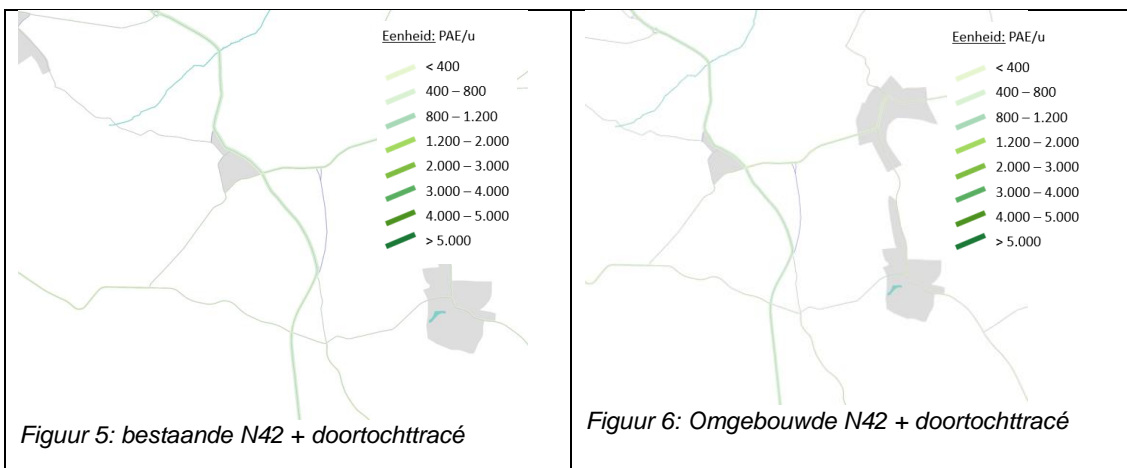 Eenheid: PAE/u
< 400
400 – 800
800 – 1.200
1.200 – 2.000
2.000 – 3.000
3.000 – 4.000
4.000 – 5.000
> 5.000
Figuur 5: bestaande N42 + doortochttracé
Eenheid: PAE/u
< 400
400 – 800
800 – 1.200
1.200 – 2.000
2.000 – 3.000
3.000 – 4.000
4.000 – 5.000
> 5.000
Figuur 6: Omgebouwde N42 + doortochttracé